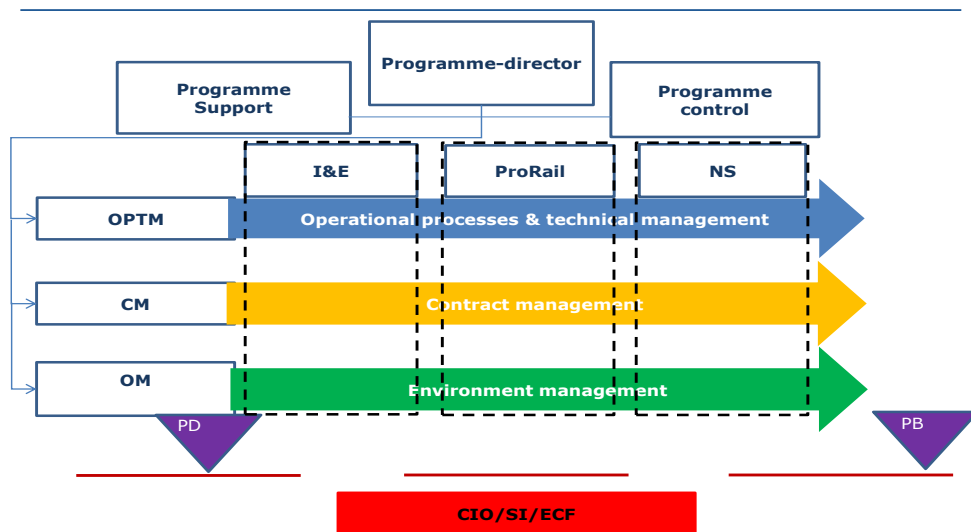 Programme-director
Programme
Support
Programme
control
I&E
ProRail
NS
OPTM
Operational processes & technical management
CM
Contract management
OM
Environment management
PD
PB
CIO/SI/ECF